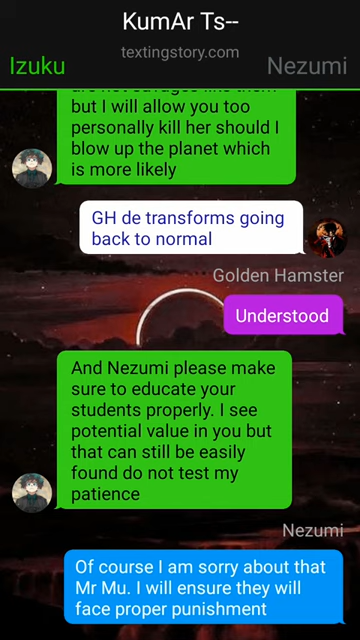 KumAr Ts--
textingstory.com
Izuku
Nezumi
but I will allow you too
personally kill her should I
blow up the planet which
is more likely
GH de transforms going
back to normal
Golden Hamster
Understood
And Nezumi please make
sure to educate your
students properly. I see
potential value in you but
that can still be easily
found do not test my
patience
Nezumi
Of course I am sorry about that
Mr Mu. I will ensure they will
face proper punishment